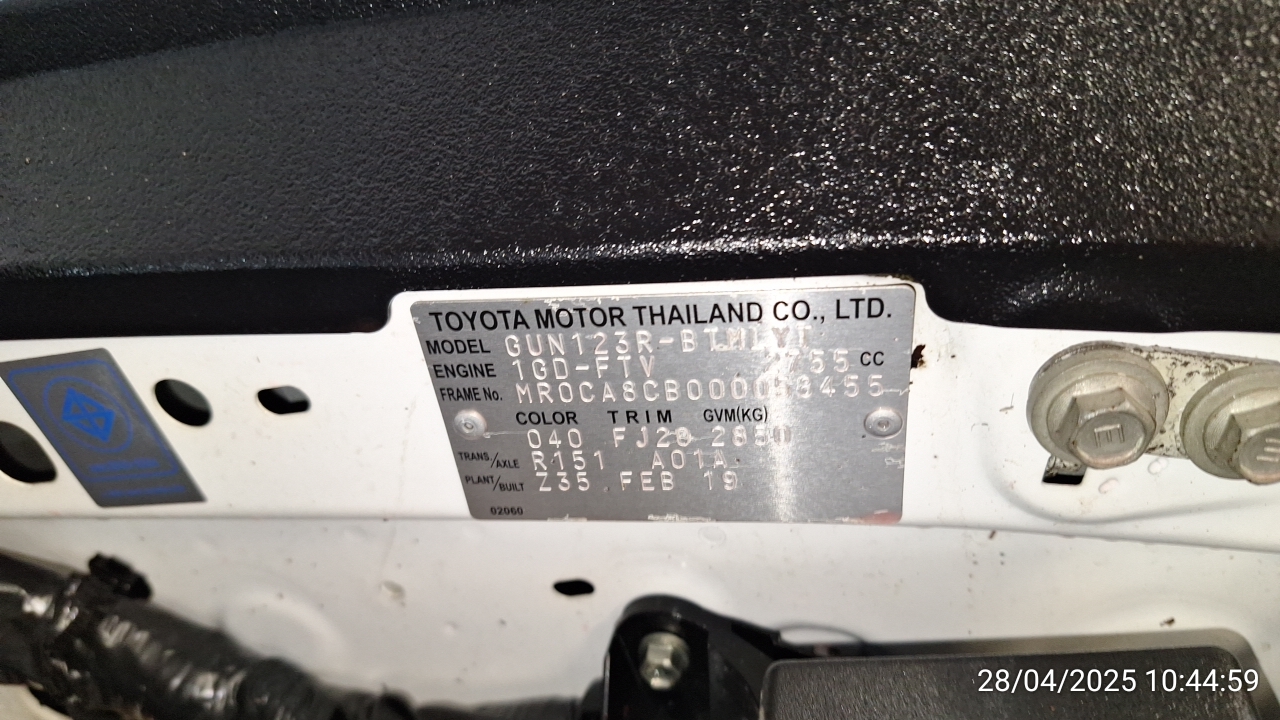 TOYOTA MOTOR THAILAND CO., LTD.
MODEL GUN123R-BTMLYT
ENGINE 1GD-FTV 2755 CC
FRAME No.
COLOR TRIM GVM(KG)
040 FJ20 2850
TRANS./AXLE R151 A01A
PLANT/BUILT Z35 FEB 19
02060
28/04/2025 10:44:59